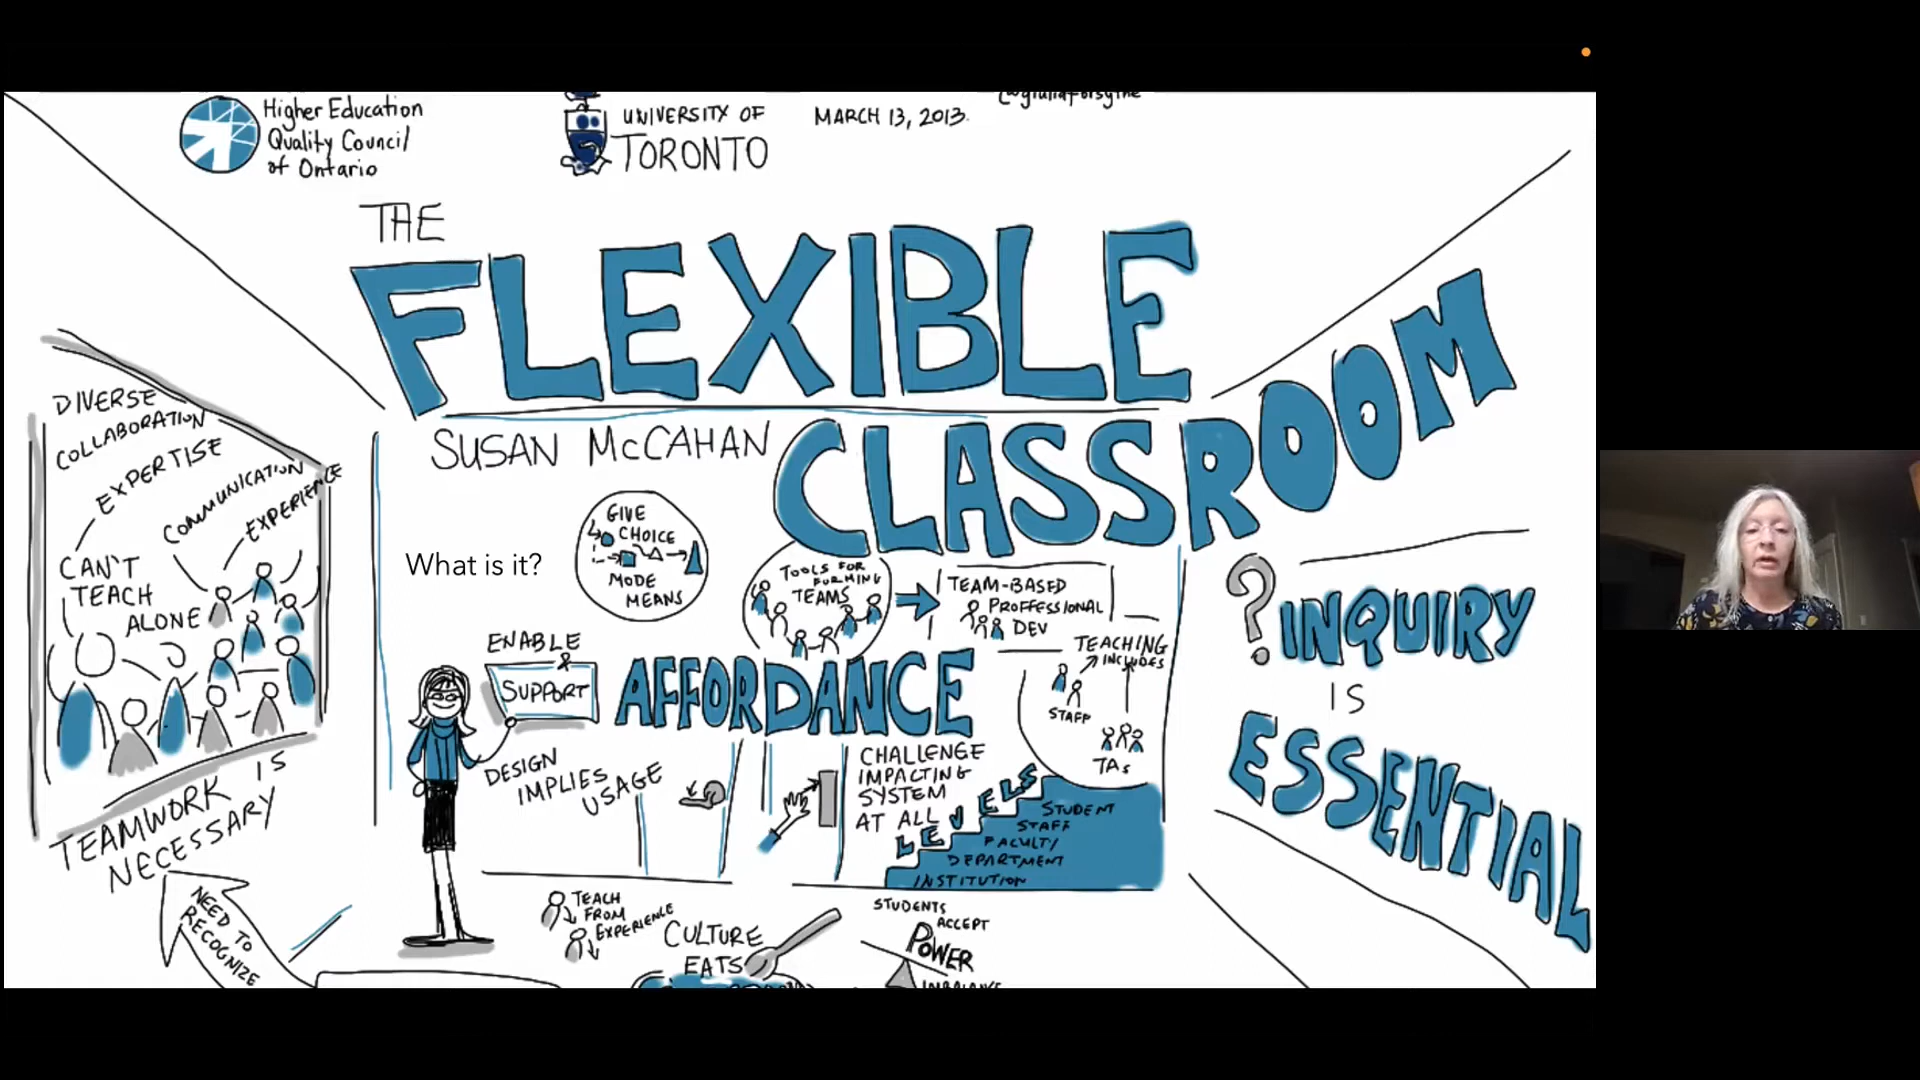 Higher Education
Quality Council
of Ontario
UNIVERSITY OF
TORONTO
MARCH 13, 2013.
@giuliaforsythe
THE
FLEXIBLE
CLASSROOM
SUSAN McCAHAN
DIVERSE
COLLABORATION
EXPERTISE
COMMUNICATION
EXPERIENCE
CAN'T
TEACH
ALONE
TEAMWORK IS
NECESSARY
NEED TO
RECOGNIZE
What is it?
GIVE
CHOICE
MODE
MEANS
TOOLS FOR
FORMING
TEAMS
TEAM-BASED
PROFFESSIONAL
DEV
TEACHING
INCLUDES
STAFF
TAs
ENABLE
&
SUPPORT
AFFORDANCE
DESIGN
IMPLIES
USAGE
CHALLENGE
IMPACTING
SYSTEM
AT ALL
LEVELS
STUDENT
STAFF
FACULTY
DEPARTMENT
INSTITUTION
? INQUIRY
IS
ESSENTIAL
TEACH
FROM
EXPERIENCE
CULTURE
EATS
STUDENTS
ACCEPT
POWER
IMBALANCE